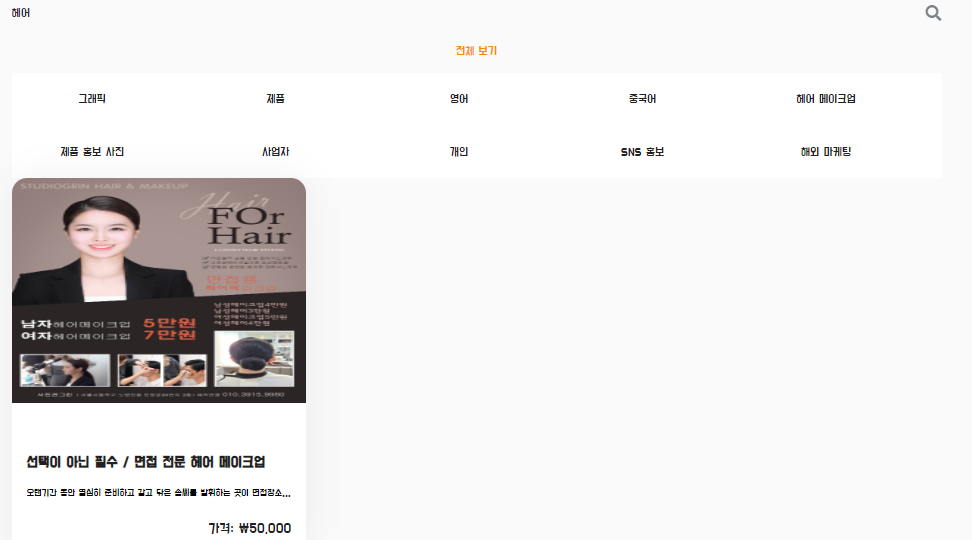 헤어
전체 보기
그래픽
제품
영어
중국어
헤어 메이크업
제품 홍보 사진
사업자
개인
SNS 홍보
해외 마케팅
STUDIOGRIN HAIR & MAKEUP
Hair
FOr
Hair
면접용
헤어메이크업
남성헤이크업4만원
남성헤어3만원
여성메이크업5만원
여성헤어4만원
남자헤어메이크업 5만원
여자헤어메이크업 7만원
선택이 아닌 필수 / 면접 전문 헤어 메이크업
오랜기간 동안 열심히 준비하고 갈고 닦은 솜씨를 발휘하는 곳이 면접장소...
가격: ₩50,000